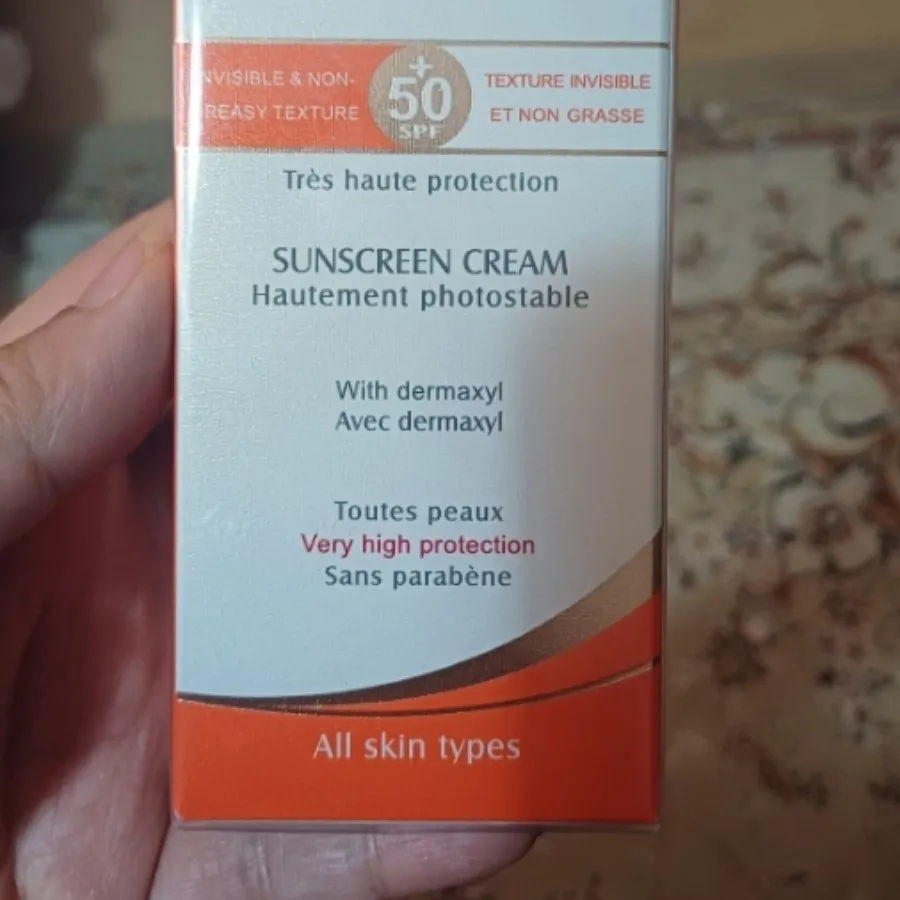 NVISIBLE & NON-
REASY TEXTURE
+
50
SPF
TEXTURE INVISIBLE
ET NON GRASSE
Très haute protection
SUNSCREEN CREAM
Hautement photostable
With dermaxyl
Avec dermaxyl
Toutes peaux
Very high protection
Sans parabène
All skin types